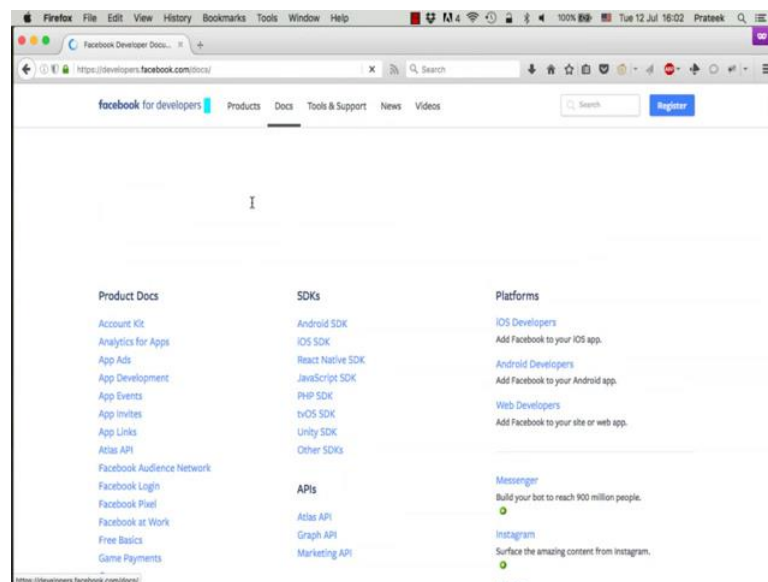 Firefox File Edit View History Bookmarks Tools Window Help 4 100% Tue 12 Jul 16:02 Prateek
Facebook Developer Docu... × +
https://developers.facebook.com/docs/ × Search ABP
facebook for developers Products Docs Tools & Support News Videos Search Register
Product Docs
Account Kit
Analytics for Apps
App Ads
App Development
App Events
App Invites
App Links
Atlas API
Facebook Audience Network
Facebook Login
Facebook Pixel
Facebook at Work
Free Basics
Game Payments
SDKs
Android SDK
iOS SDK
React Native SDK
JavaScript SDK
PHP SDK
tvOS SDK
Unity SDK
Other SDKs
APIs
Atlas API
Graph API
Marketing API
Platforms
iOS Developers
Add Facebook to your iOS app.
Android Developers
Add Facebook to your Android app.
Web Developers
Add Facebook to your site or web app.
Messenger
Build your bot to reach 900 million people.
Instagram
Surface the amazing content from Instagram.
https://developers.facebook.com/docs/